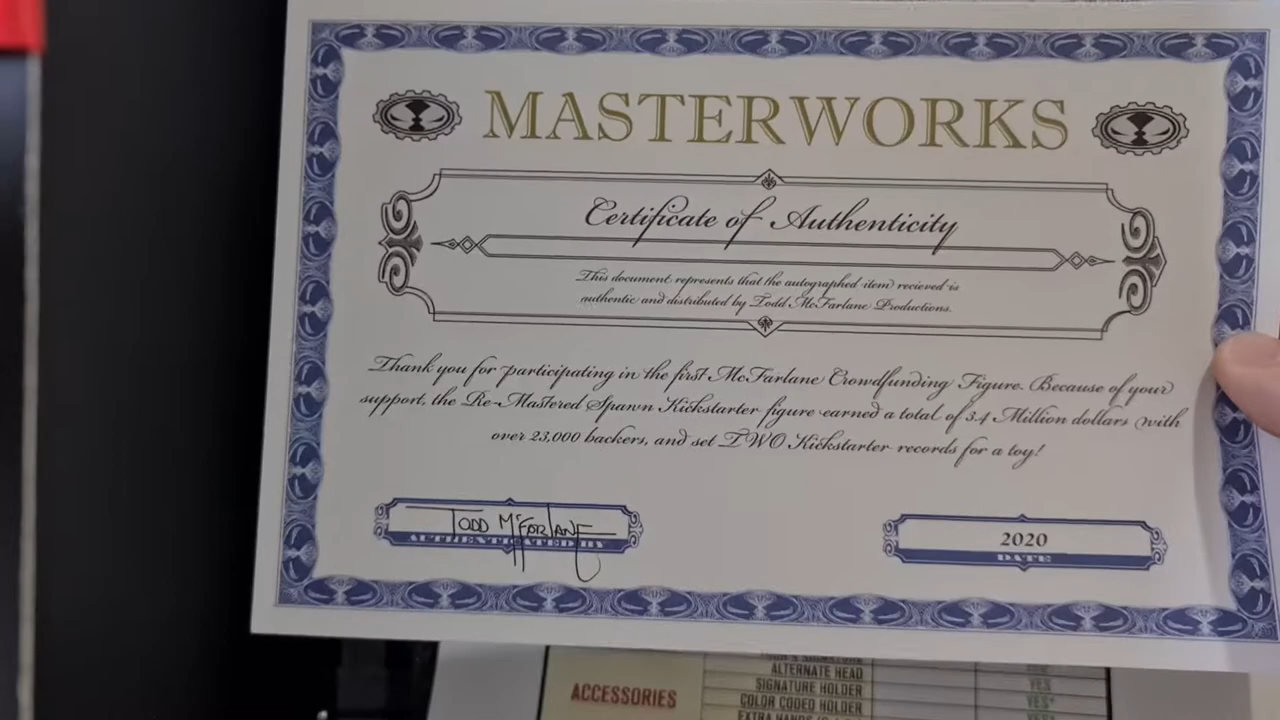 MASTERWORKS
Certificate of Authenticity
This document represents that the autographed item recieved is
authentic and distributed by Todd McFarlane Productions.
Thank you for participating in the first McFarlane Crowdfunding Figure. Because of your
support, the Re-Mastered Spawn Kickstarter figure earned a total of 3.4 Million dollars with
over 23,000 backers, and set TWO Kickstarter records for a toy!
TODD McFARLANE
AUTHENTICATED BY
2020
DATE
ALTERNATE HEAD
SIGNATURE HOLDER YES
ACCESSORIES
COLOR CODED HOLDER YES*
EXTRA HANDS